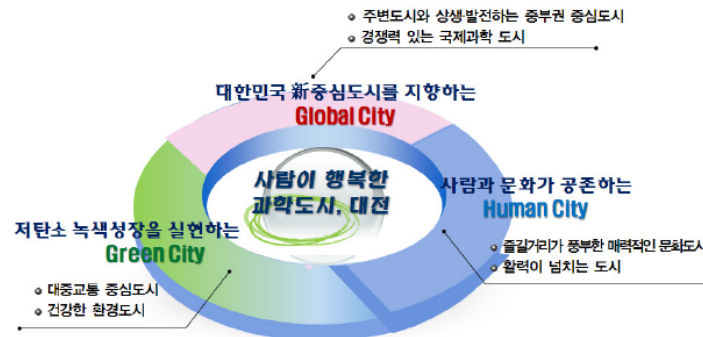 주변도시와 상생·발전하는 중부권 중심도시
경쟁력 있는 국제과학 도시
대한민국 新중심도시를 지향하는
Global City
사람이 행복한
과학도시, 대전
사람과 문화가 공존하는
Human City
즐길거리가 풍부한 매력적인 문화도시
활력이 넘치는 도시
저탄소 녹색성장을 실현하는
Green City
대중교통 중심도시
건강한 환경도시